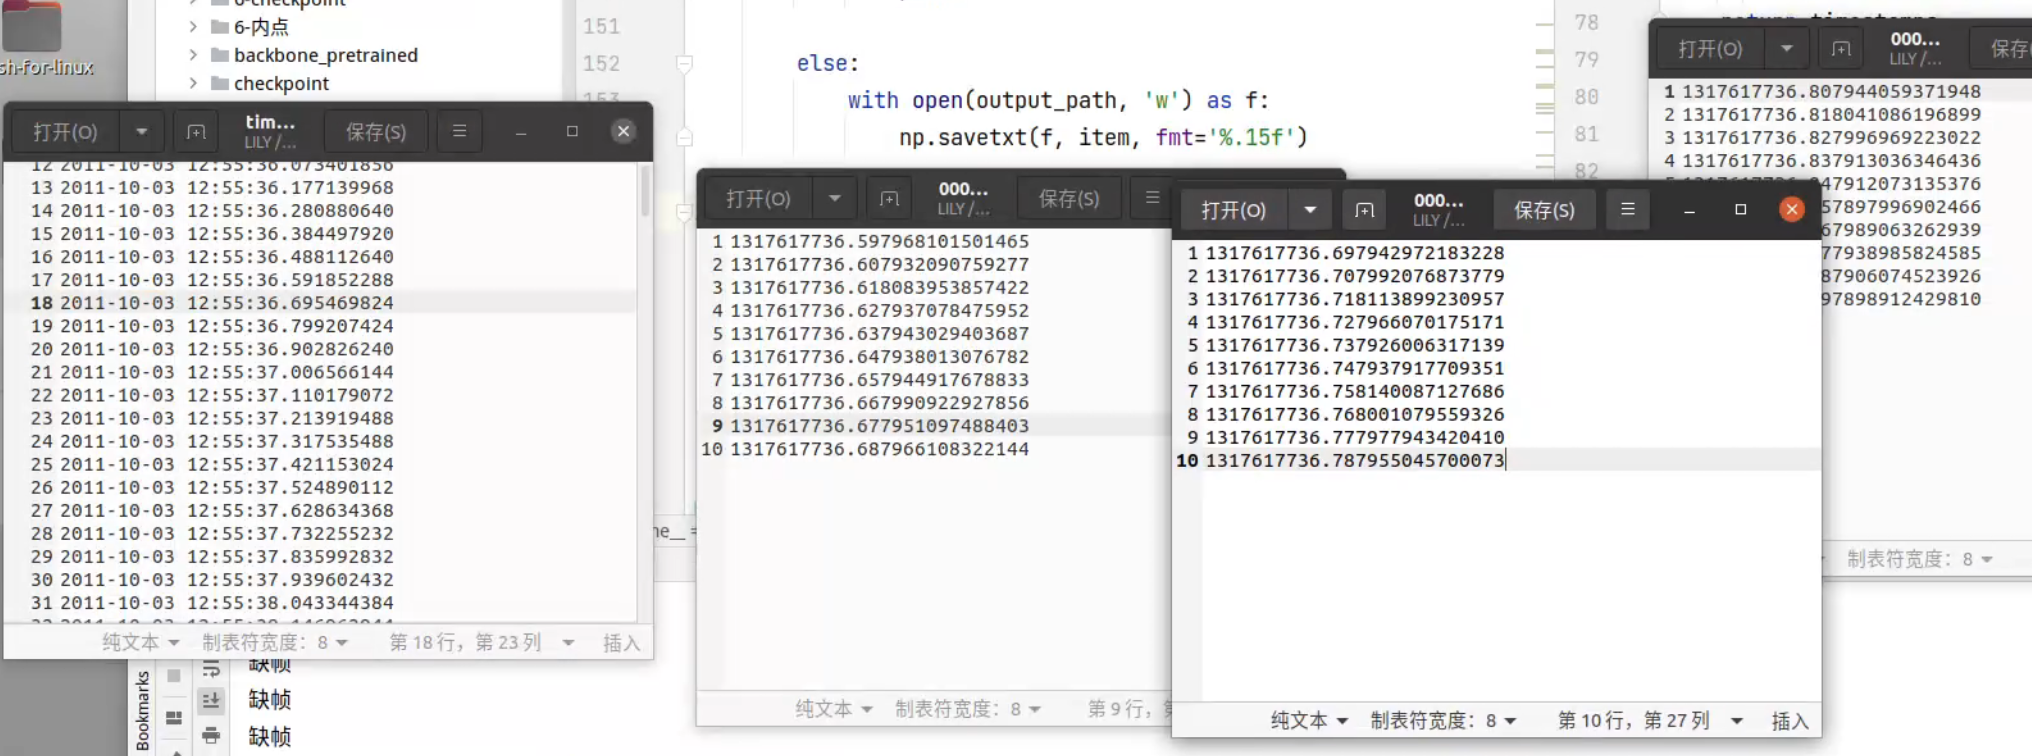 6-checkpoint
6-内点
backbone_pretrained
checkpoint
sh-for-linux
151
152
153
else:
with open(output_path, 'w') as f:
np.savetxt(f, item, fmt='%.15f')
78
79
80
81
82
return timestamps
打开(O)
tim...
LILY /...
保存(S)
12 2011-10-03 12:55:36.073401856
13 2011-10-03 12:55:36.177139968
14 2011-10-03 12:55:36.280880640
15 2011-10-03 12:55:36.384497920
16 2011-10-03 12:55:36.488112640
17 2011-10-03 12:55:36.591852288
18 2011-10-03 12:55:36.695469824
19 2011-10-03 12:55:36.799207424
20 2011-10-03 12:55:36.902826240
21 2011-10-03 12:55:37.006566144
22 2011-10-03 12:55:37.110179072
23 2011-10-03 12:55:37.213919488
24 2011-10-03 12:55:37.317535488
25 2011-10-03 12:55:37.421153024
26 2011-10-03 12:55:37.524890112
27 2011-10-03 12:55:37.628634368
28 2011-10-03 12:55:37.732255232
29 2011-10-03 12:55:37.835992832
30 2011-10-03 12:55:37.939602432
31 2011-10-03 12:55:38.043344384
纯文本 制表符宽度：8 第 18 行，第 23 列 插入
Bookmarks
缺帧
缺帧
缺帧
me__ =
打开(O)
000...
LILY /...
保存(S)
1 1317617736.597968101501465
2 1317617736.607932090759277
3 1317617736.618083953857422
4 1317617736.627937078475952
5 1317617736.637943029403687
6 1317617736.647938013076782
7 1317617736.657944917678833
8 1317617736.667990922927856
9 1317617736.677951097488403
10 1317617736.687966108322144
纯文本 制表符宽度：8 第 9 行，
打开(O)
000...
LILY /...
保存(S)
1 1317617736.697942972183228
2 1317617736.707992076873779
3 1317617736.718113899230957
4 1317617736.727966070175171
5 1317617736.737926006317139
6 1317617736.747937917709351
7 1317617736.758140087127686
8 1317617736.768001079559326
9 1317617736.777977943420410
10 1317617736.787955045700073
纯文本 制表符宽度：8 第 10 行，第 27 列 插入
打开(O)
000...
LILY /...
保存
1 1317617736.807944059371948
2 1317617736.818041086196899
3 1317617736.827996969223022
4 1317617736.837913036346436
47912073135376
57897996902466
67989063262939
77938985824585
87906074523926
97898912429810
制表符宽度：8